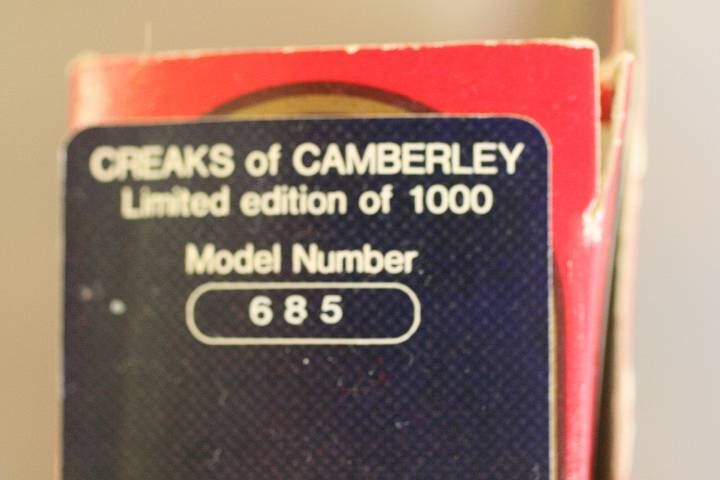 CREAKS of CAMBERLEY
Limited edition of 1000
Model Number
685